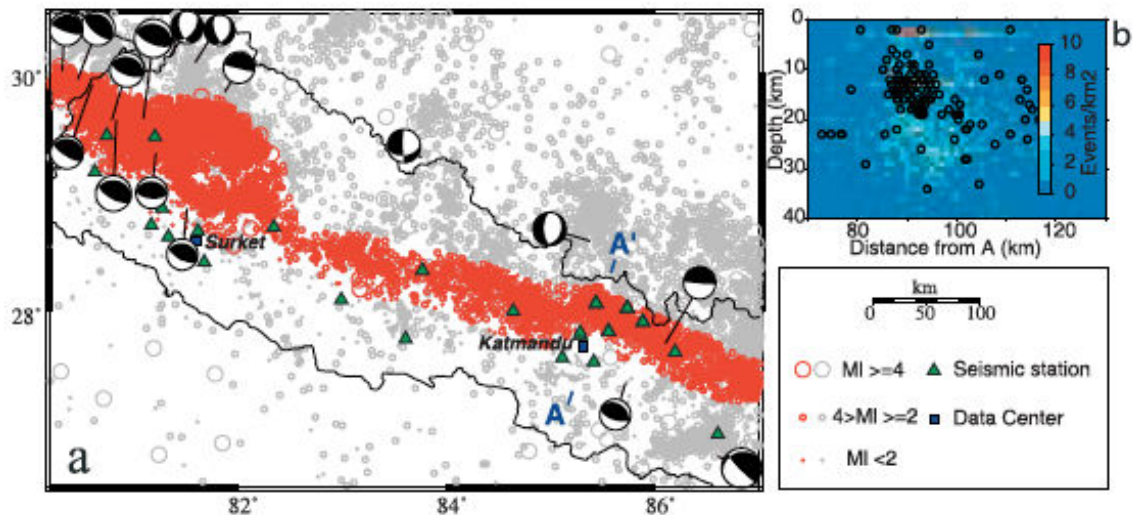 30°
28°
82°
84°
86°
a
Surket
Katmandu
A'
A
b
0
10
20
30
40
Depth (km)
80
100
120
Distance from A (km)
10
8
6
4
2
0
Events/km2
km
0 50 100
Ml >=4
Seismic station
4>Ml >=2
Data Center
Ml <2